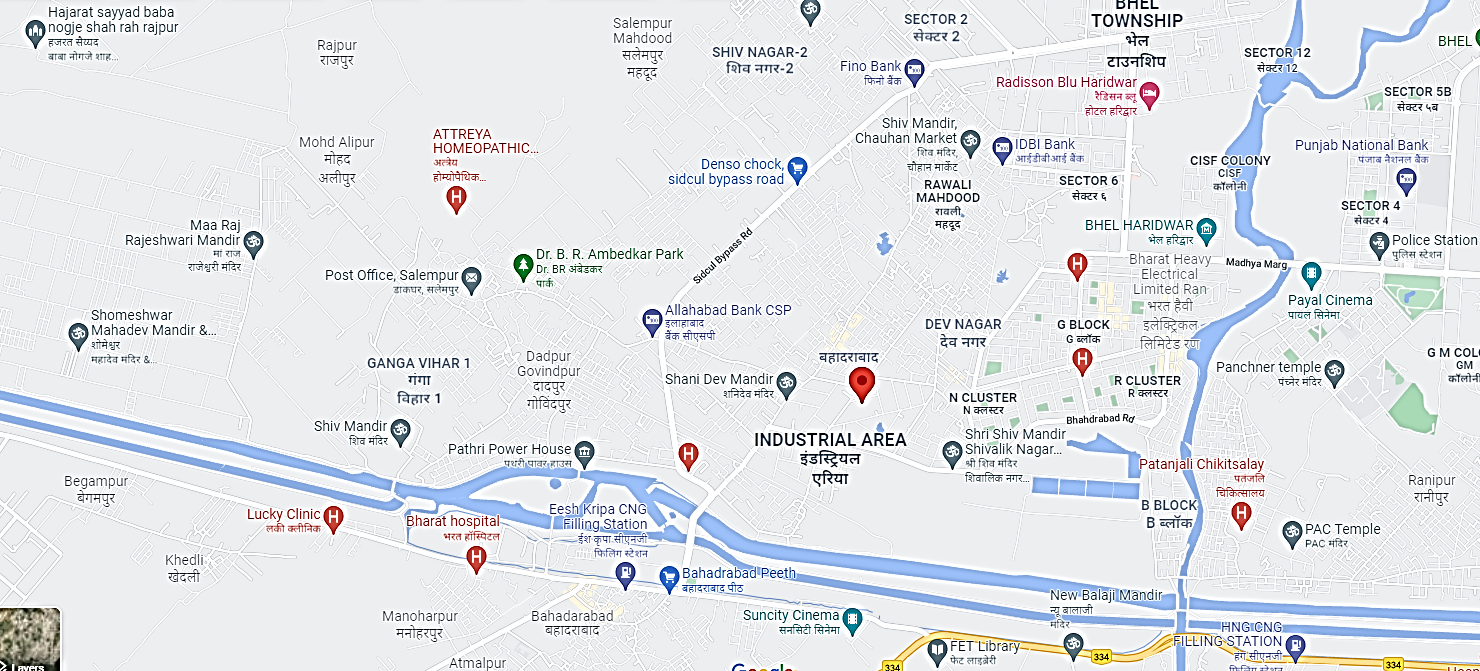 Hajarat sayyad baba
nogje shah rah rajpur
हजरत सैय्यद
बाबा नोगजे शाह...
Rajpur
राजपुर
Salempur
Mahdood
सलेमपुर
महदूद
SHIV NAGAR-2
शिव नगर-2
SECTOR 2
सेक्टर 2
BHEL
TOWNSHIP
भेल
टाउनशिप
Fino Bank
फिनो बैंक
Radisson Blu Haridwar
रैडिसन ब्लू
होटल हरिद्वार
SECTOR 12
सेक्टर 12
BHEL
SECTOR 5B
सेक्टर ५ब
Mohd Alipur
मोहद
अलीपुर
ATTREYA
HOMEOPATHIC...
अत्रेय
होम्योपैथिक...
Denso chock,
sidcul bypass road
Shiv Mandir,
Chauhan Market
शिव मंदिर,
चौहान मार्केट
IDBI Bank
आईडीबीआई बैंक
RAWALI
MAHDOOD
रावली
महदूद
SECTOR 6
सेक्टर ६
CISF COLONY
CISF
कॉलोनी
Punjab National Bank
पंजाब नैशनल बैंक
SECTOR 4
सेक्टर 4
Maa Raj
Rajeshwari Mandir
मां राज
राजेश्वरी मंदिर
Post Office, Salempur
डाकघर, सलेमपुर
Dr. B. R. Ambedkar Park
Dr. BR अंबेडकर
पार्क
Sidcul Bypass Rd
BHEL HARIDWAR
भेल हरिद्वार
Bharat Heavy
Electrical
Limited Ran
भारत हैवी
इलेक्ट्रिकल
लिमिटेड रण
Madhya Marg
Police Station
पुलिस स्टेशन
Payal Cinema
पायल सिनेमा
Shomeshwar
Mahadev Mandir &...
शोमेश्वर
महादेव मंदिर &...
Allahabad Bank CSP
इलाहाबाद
बैंक सीएसपी
DEV NAGAR
देव नगर
G BLOCK
G ब्लॉक
GANGA VIHAR 1
गंगा
विहार 1
Dadpur
Govindpur
दादपुर
गोविंदपुर
बहादराबाद
Shani Dev Mandir
शनिदेव मंदिर
N CLUSTER
N क्लस्टर
R CLUSTER
R क्लस्टर
Panchner temple
पंच्नेर मंदिर
G M COLO
GM
कॉलोनी
Bhahdrabad Rd
Shiv Mandir
शिव मंदिर
Pathri Power House
पथरी पावर हाउस
INDUSTRIAL AREA
इंडस्ट्रियल
एरिया
Shri Shiv Mandir
Shivalik Nagar...
श्री शिव मंदिर
शिवालिक नगर...
Patanjali Chikitsalay
पतंजलि
चिकित्सालय
Begampur
बेगमपुर
Ranipur
रानीपुर
Lucky Clinic
लकी क्लीनिक
Bharat hospital
भरत हॉस्पिटल
Eesh Kripa CNG
Filling Station
ईश कृपा सीएनजी
फिलिंग स्टेशन
B BLOCK
B ब्लॉक
PAC Temple
PAC मंदिर
Khedli
खेदली
Bahadrabad Peeth
बहादराबाद पीठ
Manoharpur
मनोहरपुर
Bahadarabad
बहादराबाद
Suncity Cinema
सनसिटी सिनेमा
New Balaji Mandir
न्यू बालाजी
मंदिर
HNG CNG
FILLING STATION
हंग सीएनजी
फिलिंग स्टेशन
FET Library
फेट लाइब्रेरी
Atmalpur
334
334
334
Google
Layers